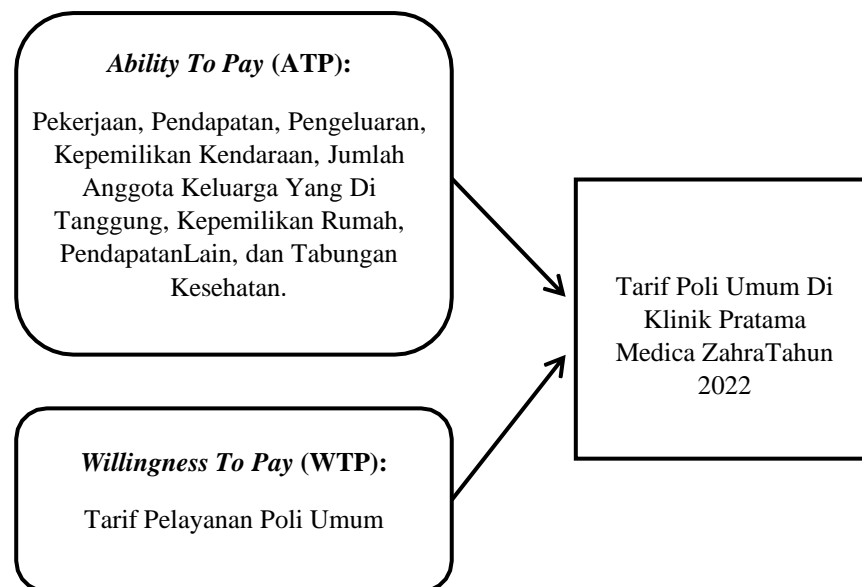 Ability To Pay (ATP):
Pekerjaan, Pendapatan, Pengeluaran,
Kepemilikan Kendaraan, Jumlah
Anggota Keluarga Yang Di
Tanggung, Kepemilikan Rumah,
PendapatanLain, dan Tabungan
Kesehatan.
Tarif Poli Umum Di
Klinik Pratama
Medica ZahraTahun
2022
Willingness To Pay (WTP):
Tarif Pelayanan Poli Umum